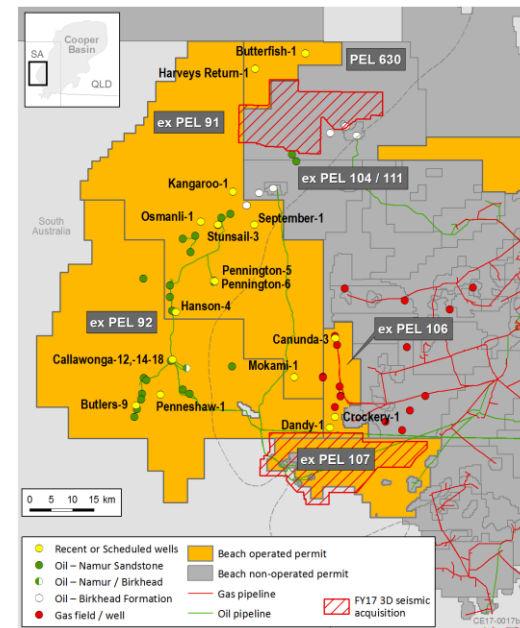 Cooper
Basin
SA
QLD
Butterfish-1
PEL 630
Harveys Return-1
ex PEL 91
ex PEL 104 / 111
Kangaroo-1
South
Australia
Osmanli-1
September-1
Stunsail-3
Pennington-5
Pennington-6
Hanson-4
ex PEL 92
ex PEL 106
Canunda-3
Callawonga-12,-14-18
Mokami-1
Butlers-9
Penneshaw-1
Crockery-1
Dandy-1
ex PEL 107
0 5 10 15 km
Recent or Scheduled wells
Oil – Namur Sandstone
Oil – Namur / Birkhead
Oil – Birkhead Formation
Gas field / well
Beach operated permit
Beach non-operated permit
Gas pipeline
Oil pipeline
FY17 3D seismic
acquisition
CE17-0017b